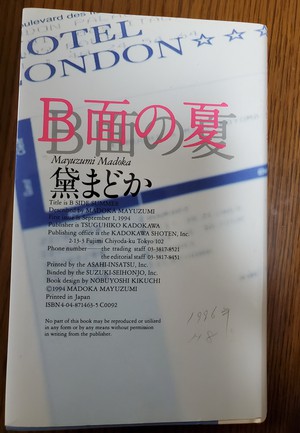 boulevard des
HOTEL
LONDON ☆☆☆
B面の夏
Mayuzumi Madoka
黛まどか
Title is B SIDE SUMMER
MADOKA MAYUZUMI
First issue is September 1, 1994
Publisher is TSUGUHIKO KADOKAWA
Publishing office is the KADOKAWA SHOTEN, Inc.
2-13-3 Fujimi Chiyoda-ku Tokyo 102
Phone number —— the trailing staff 03-3817-8521
the editorial staff 03-3817-8451
Printed by the ASAHI-INSATSU, Inc.
Binded by the SUZUKI-SEIHONJO, Inc.
Book design by NOBUYOSHI KIKUCHI
©1994 MADOKA MAYUZUMI
Printed in Japan
ISBN4-04-871463-5 C0092
No part of this book may be reproduced or utilized
in any form or by any means without permission
in writing from the publisher.
1996年